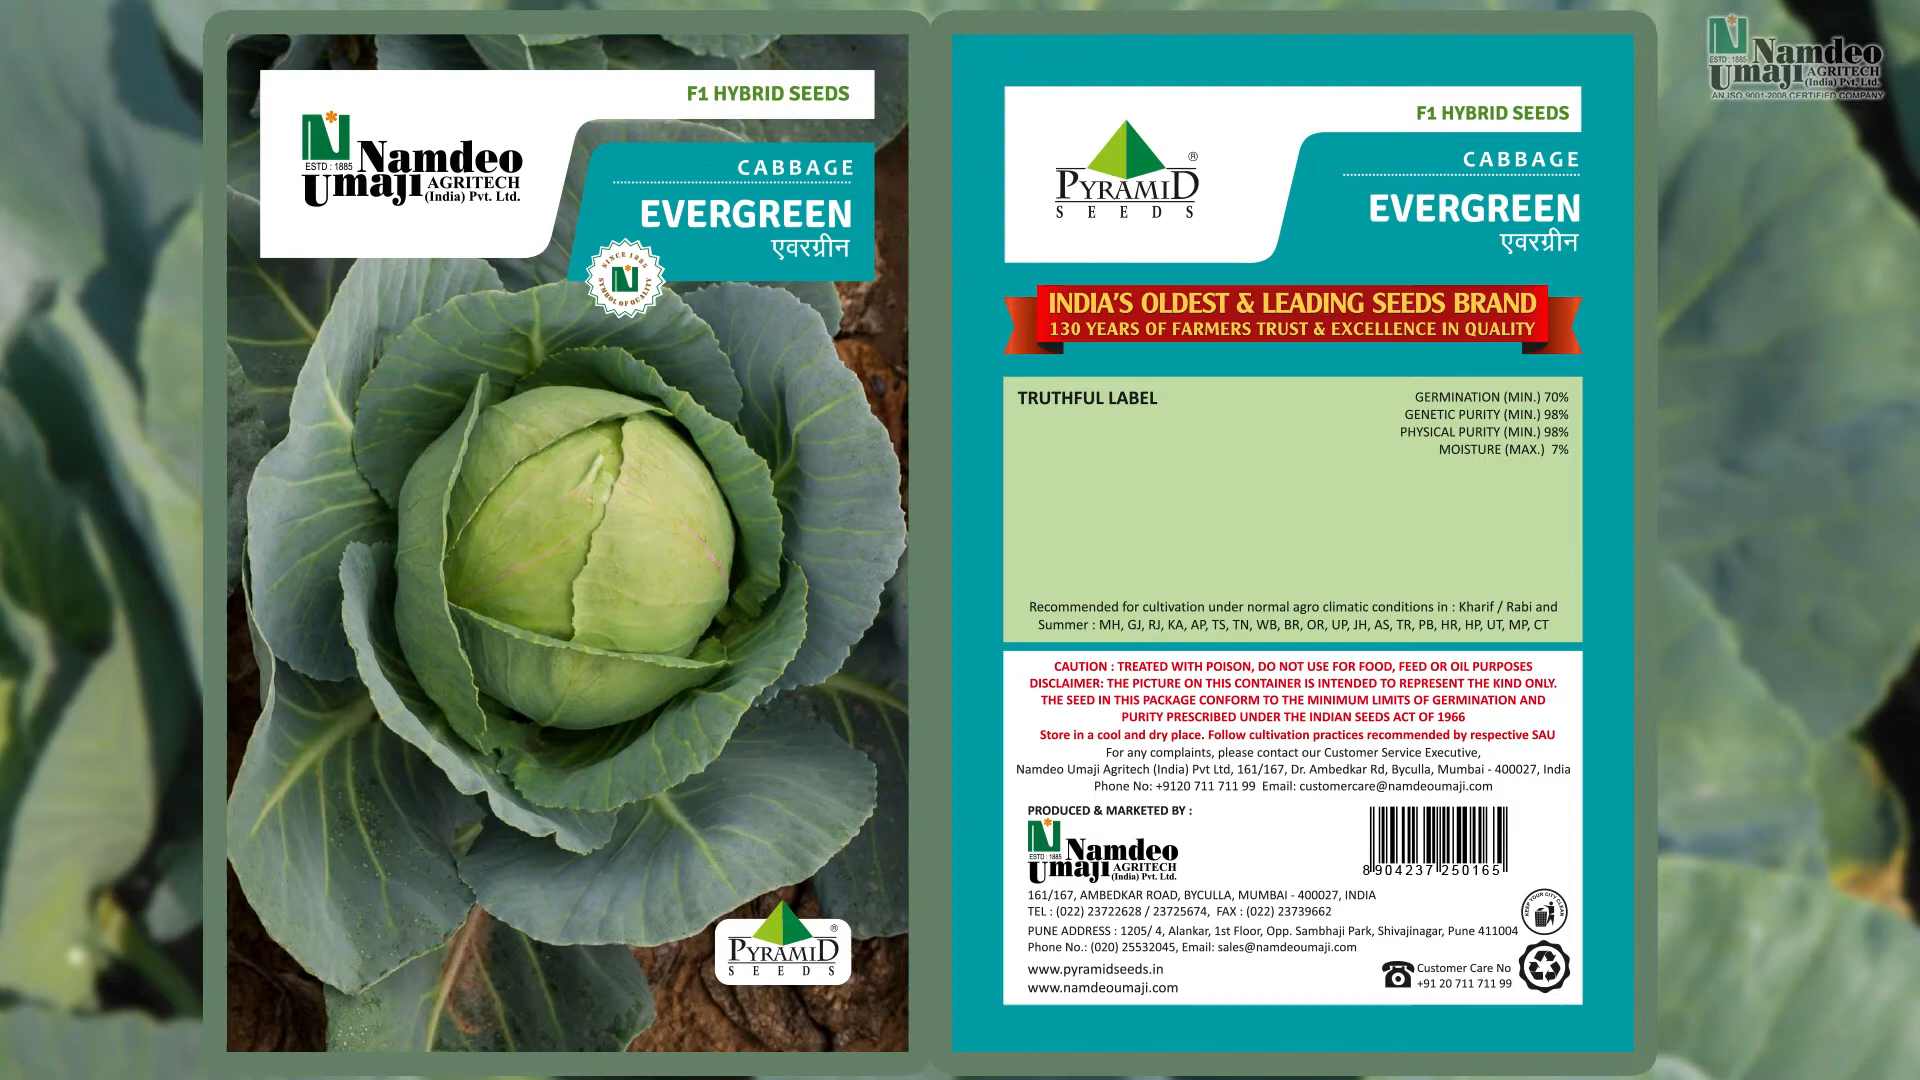 F1 HYBRID SEEDS
N
ESTD : 1885
Namdeo
Umaji AGRITECH
(India) Pvt. Ltd.
CABBAGE
EVERGREEN
एवरग्रीन
SINCE 1885
N
SYMBOL OF QUALITY
PYRAMID ®
SEEDS
F1 HYBRID SEEDS
PYRAMID ®
SEEDS
CABBAGE
EVERGREEN
एवरग्रीन
INDIA'S OLDEST & LEADING SEEDS BRAND
130 YEARS OF FARMERS TRUST & EXCELLENCE IN QUALITY
TRUTHFUL LABEL
GERMINATION (MIN.) 70%
GENETIC PURITY (MIN.) 98%
PHYSICAL PURITY (MIN.) 98%
MOISTURE (MAX.) 7%
Recommended for cultivation under normal agro climatic conditions in : Kharif / Rabi and
Summer : MH, GJ, RJ, KA, AP, TS, TN, WB, BR, OR, UP, JH, AS, TR, PB, HR, HP, UT, MP, CT
CAUTION : TREATED WITH POISON, DO NOT USE FOR FOOD, FEED OR OIL PURPOSES
DISCLAIMER: THE PICTURE ON THIS CONTAINER IS INTENDED TO REPRESENT THE KIND ONLY.
THE SEED IN THIS PACKAGE CONFORM TO THE MINIMUM LIMITS OF GERMINATION AND
PURITY PRESCRIBED UNDER THE INDIAN SEEDS ACT OF 1966
Store in a cool and dry place. Follow cultivation practices recommended by respective SAU
For any complaints, please contact our Customer Service Executive,
Namdeo Umaji Agritech (India) Pvt Ltd, 161/167, Dr. Ambedkar Rd, Byculla, Mumbai - 400027, India
Phone No: +9120 711 711 99 Email: customercare@namdeoumaji.com
PRODUCED & MARKETED BY :
N
ESTD : 1885
Namdeo
Umaji AGRITECH
(India) Pvt. Ltd.
8 904237 250165
161/167, AMBEDKAR ROAD, BYCULLA, MUMBAI - 400027, INDIA
TEL : (022) 23722628 / 23725674, FAX : (022) 23739662
PUNE ADDRESS : 1205/ 4, Alankar, 1st Floor, Opp. Sambhaji Park, Shivajinagar, Pune 411004
Phone No.: (020) 25532045, Email: sales@namdeoumaji.com
www.pyramidseeds.in
www.namdeoumaji.com
KEEP YOUR CITY CLEAN
Customer Care No
+91 20 711 711 99
N
ESTD : 1885
Namdeo
Umaji AGRITECH
(India) Pvt. Ltd.
AN ISO 9001-2008 CERTIFIED COMPANY